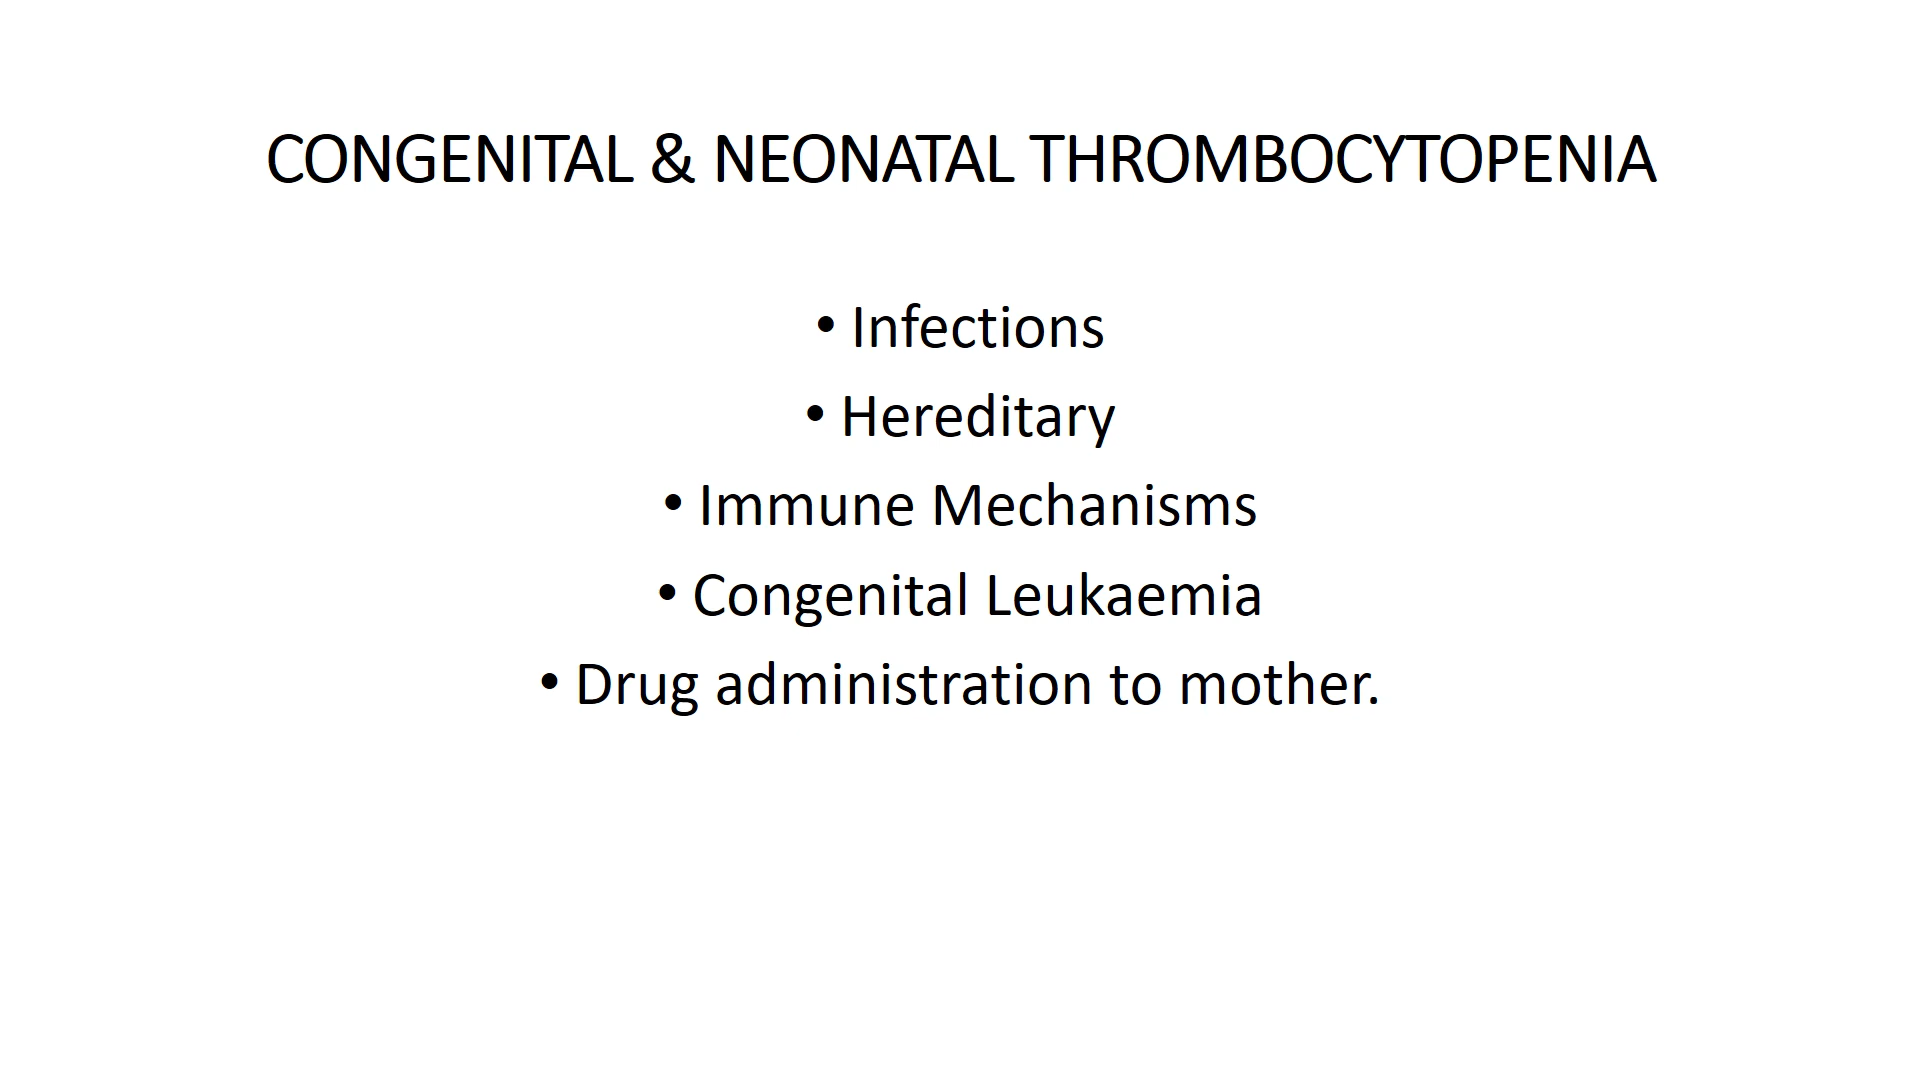 CONGENITAL & NEONATAL THROMBOCYTOPENIA
• Infections
• Hereditary
• Immune Mechanisms
• Congenital Leukaemia
• Drug administration to mother.